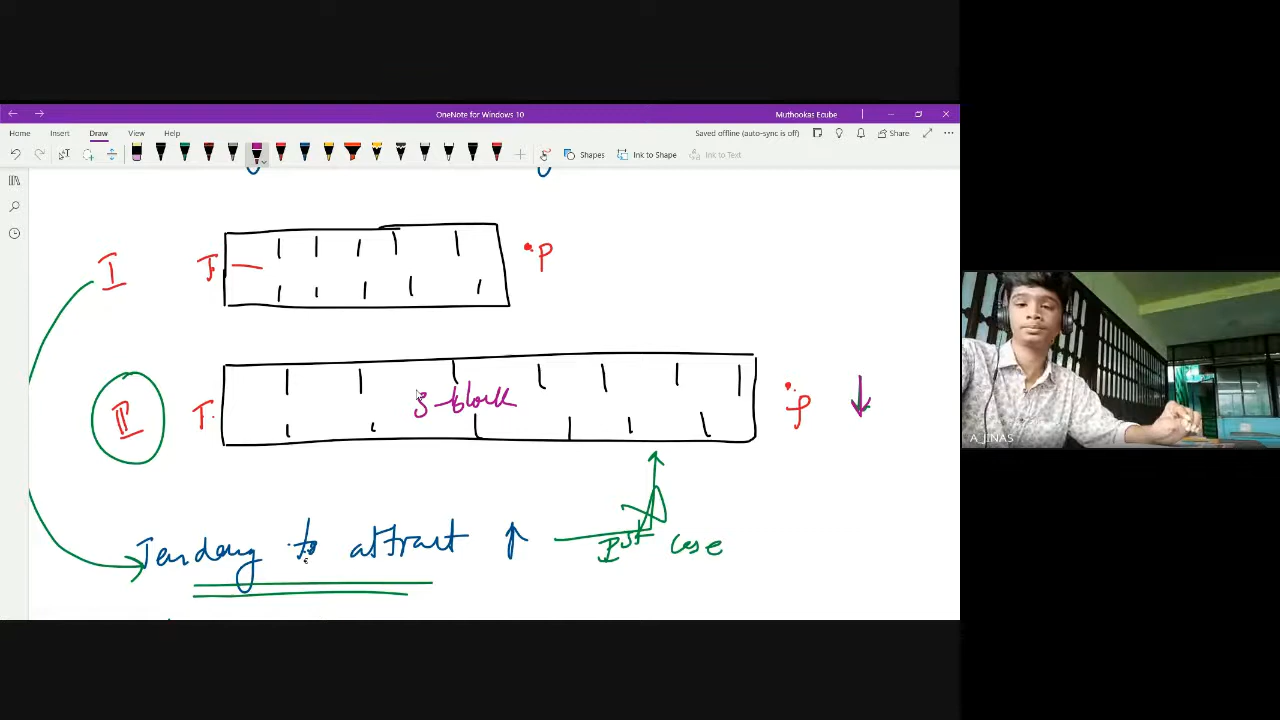 OneNote for Windows 10
Muthookas Ecube
Home Insert Draw View Help
Saved offline (auto-sync is off)
Share
Shapes
Ink to Shape
Ink to Text
I
T
P
II
T
S-block
P
Tendency to attract ↑
Ist case
A_JINAS